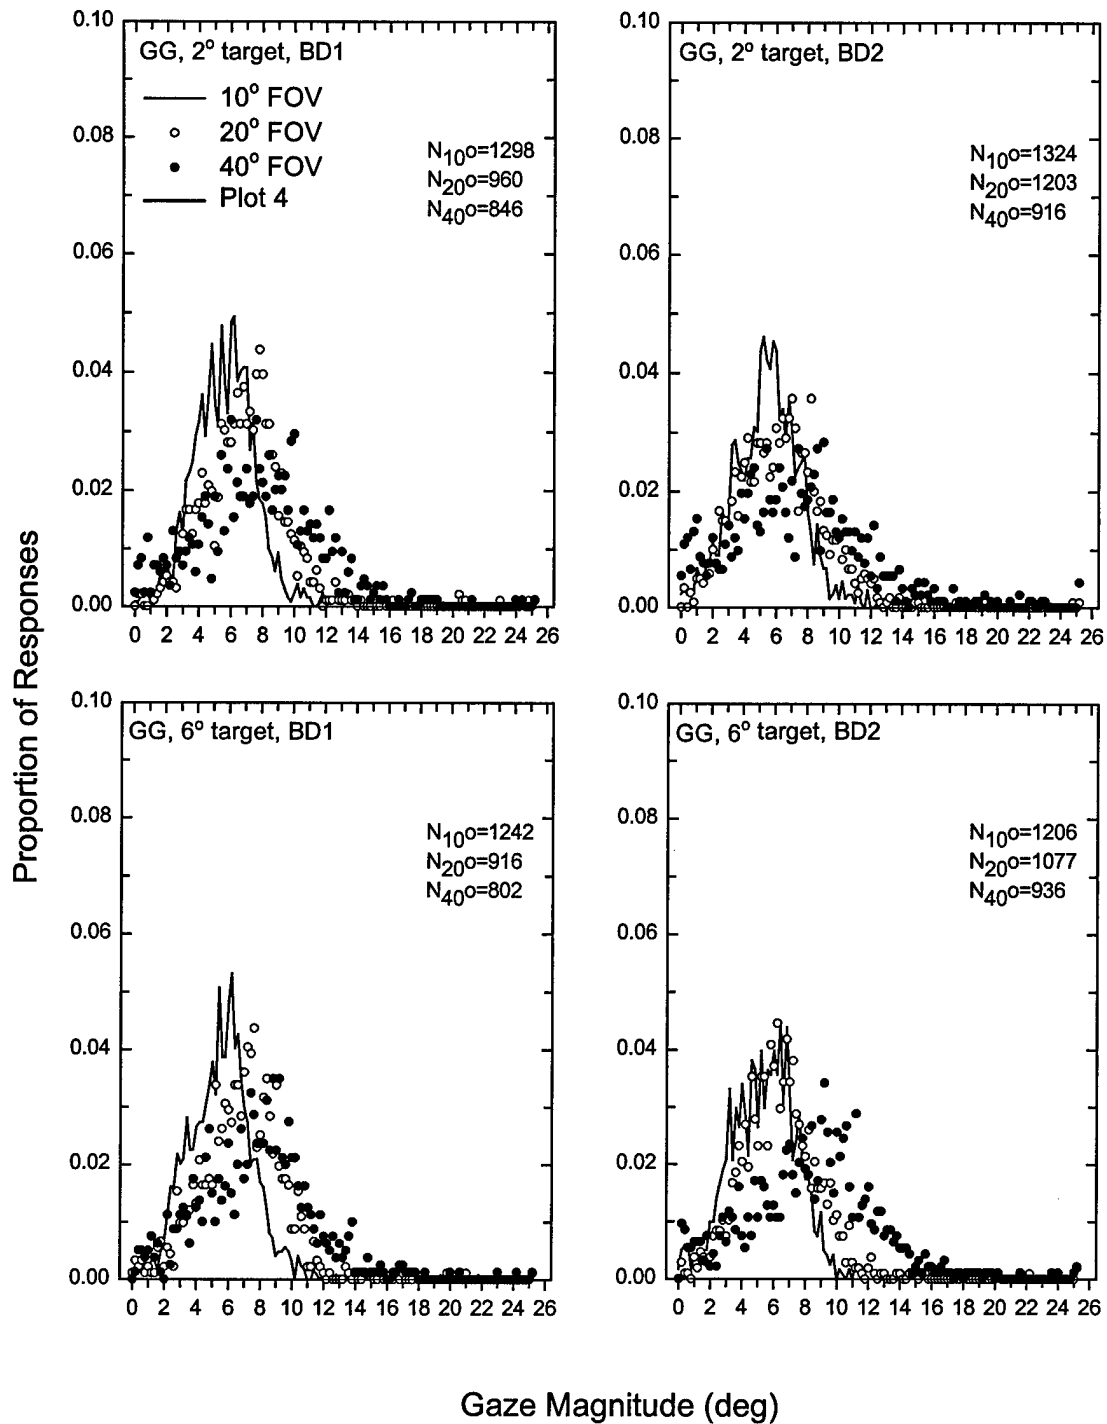 GG, 2° target, BD1
10° FOV
20° FOV
40° FOV
Plot 4
N10o=1298
N20o=960
N40o=846
0.10
0.08
0.06
0.04
0.02
0.00
0 2 4 6 8 10 12 14 16 18 20 22 24 26
GG, 2° target, BD2
N10o=1324
N20o=1203
N40o=916
0.10
0.08
0.06
0.04
0.02
0.00
0 2 4 6 8 10 12 14 16 18 20 22 24 26
Proportion of Responses
GG, 6° target, BD1
N10o=1242
N20o=916
N40o=802
0.10
0.08
0.06
0.04
0.02
0.00
0 2 4 6 8 10 12 14 16 18 20 22 24 26
GG, 6° target, BD2
N10o=1206
N20o=1077
N40o=936
0.10
0.08
0.06
0.04
0.02
0.00
0 2 4 6 8 10 12 14 16 18 20 22 24 26
Gaze Magnitude (deg)